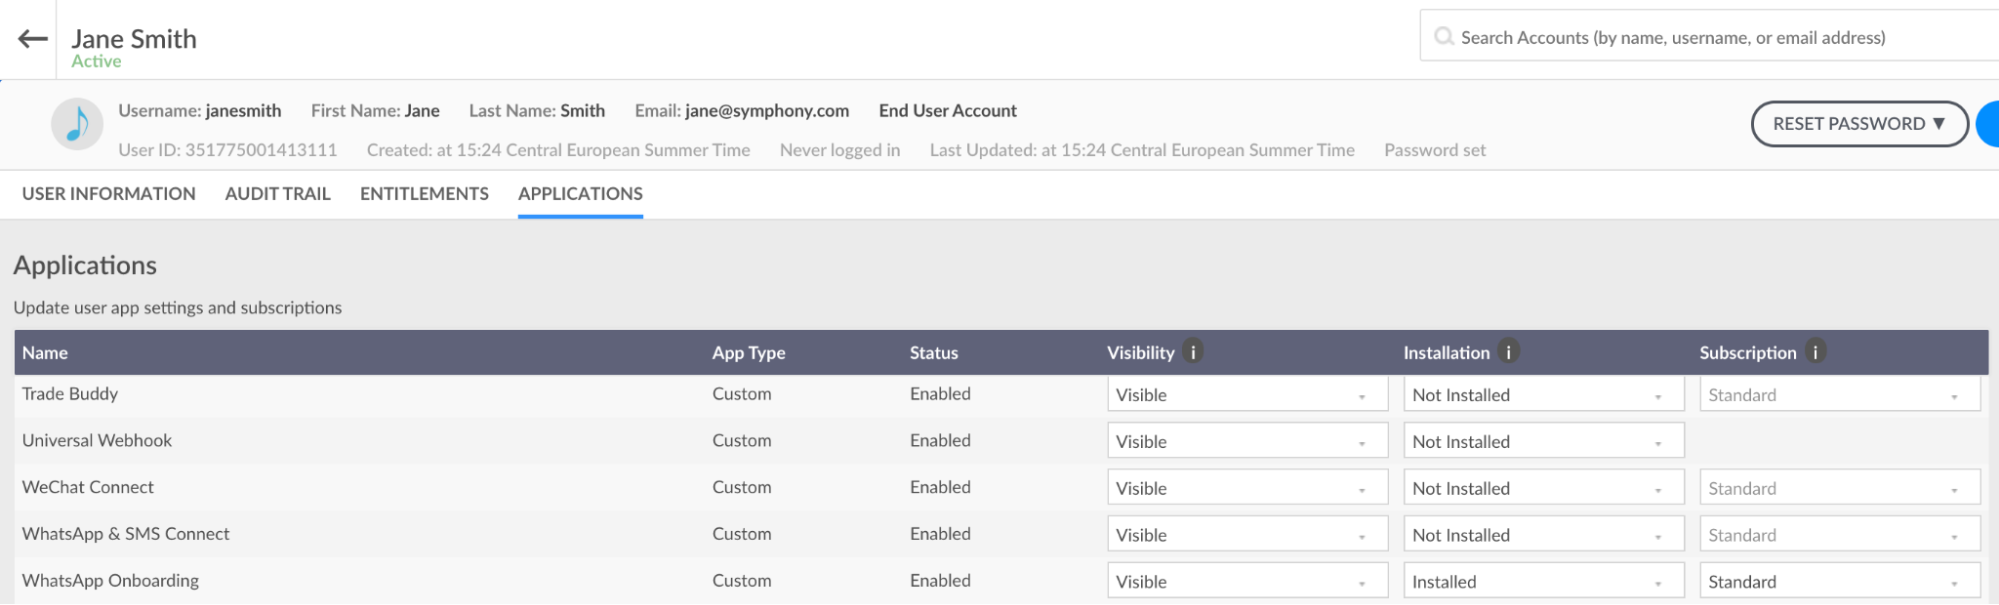 Jane Smith
Active
Search Accounts (by name, username, or email address)
Username: janesmith First Name: Jane Last Name: Smith Email: jane@symphony.com End User Account
User ID: 351775001413111 Created: at 15:24 Central European Summer Time Never logged in Last Updated: at 15:24 Central European Summer Time Password set
RESET PASSWORD ▼
USER INFORMATION AUDIT TRAIL ENTITLEMENTS APPLICATIONS
Applications
Update user app settings and subscriptions
Name App Type Status Visibility i Installation i Subscription i
Trade Buddy Custom Enabled Visible Not Installed Standard
Universal Webhook Custom Enabled Visible Not Installed
WeChat Connect Custom Enabled Visible Not Installed Standard
WhatsApp & SMS Connect Custom Enabled Visible Not Installed Standard
WhatsApp Onboarding Custom Enabled Visible Installed Standard